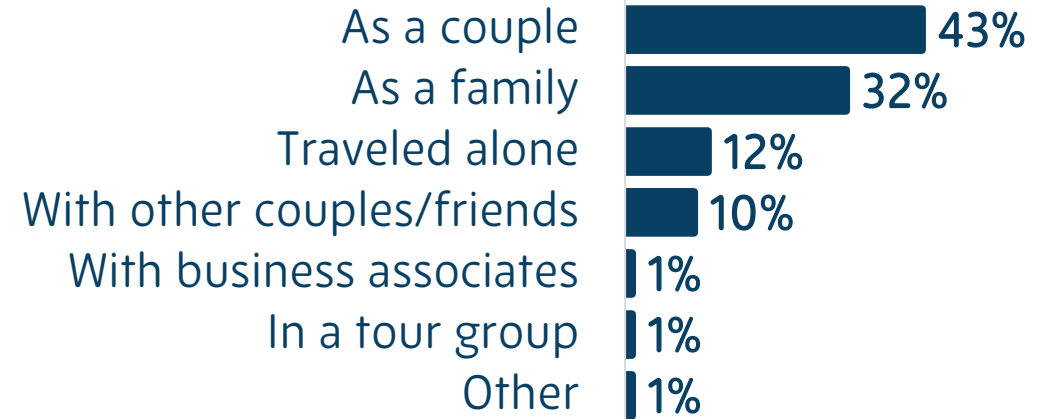 As a couple 43%
As a family 32%
Traveled alone 12%
With other couples/friends 10%
With business associates 1%
In a tour group 1%
Other 1%